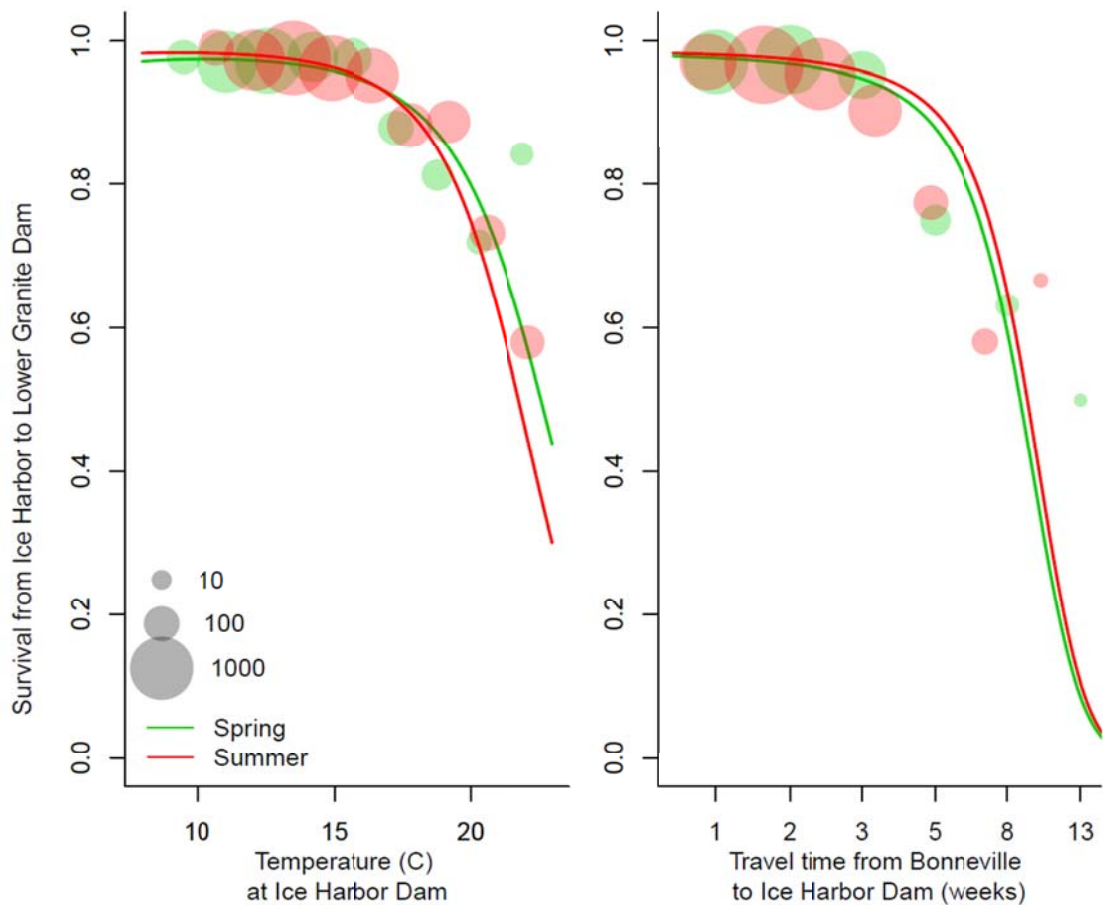 Survival from Ice Harbor to Lower Granite Dam
1.0
0.8
0.6
0.4
0.2
0.0
10
100
1000
Spring
Summer
10 15 20
Temperature (C)
at Ice Harbor Dam
1.0
0.8
0.6
0.4
0.2
0.0
1 2 3 5 8 13
Travel time from Bonneville
to Ice Harbor Dam (weeks)